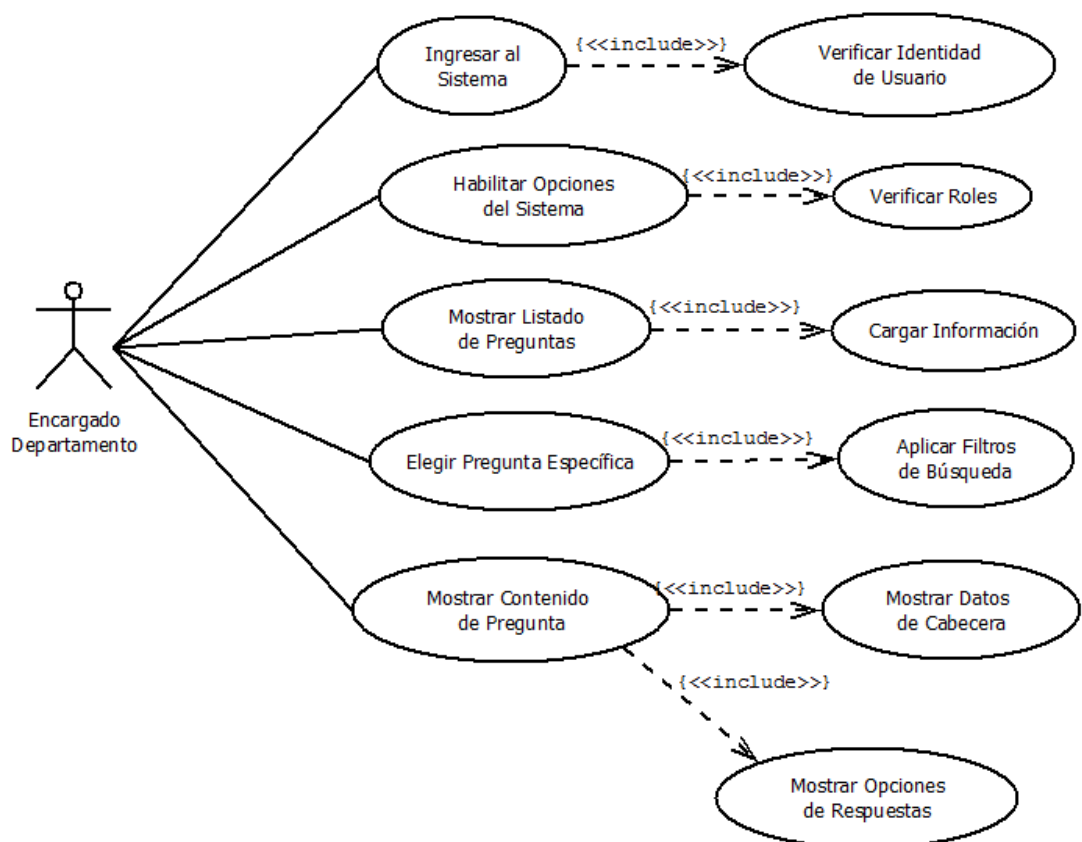 Ingresar al
Sistema
{<<include>>}
Verificar Identidad
de Usuario
Habilitar Opciones
del Sistema
{<<include>>}
Verificar Roles
Mostrar Listado
de Preguntas
{<<include>>}
Cargar Información
Encargado
Departamento
Elegir Pregunta Específica
{<<include>>}
Aplicar Filtros
de Búsqueda
Mostrar Contenido
de Pregunta
{<<include>>}
Mostrar Datos
de Cabecera
{<<include>>}
Mostrar Opciones
de Respuestas